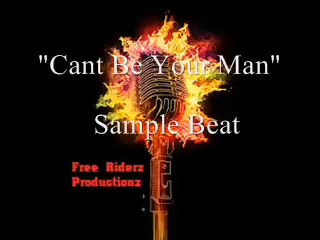 "Cant Be Your Man"
Sample Beat
Free Riderz
Productionz